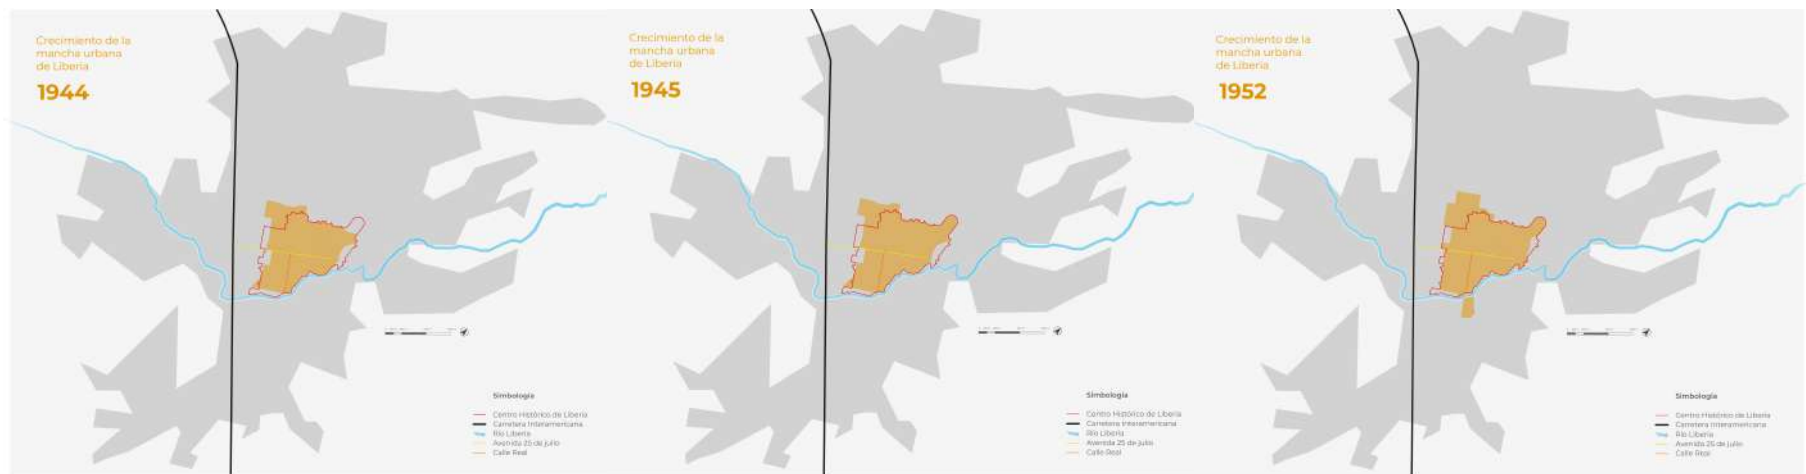 Crecimiento de la
mancha urbana
de Liberia
1944
Simbología
Centro Histórico de Liberia
Carretera Interamericana
Río Liberia
Avenida 25 de julio
Calle Real
Crecimiento de la
mancha urbana
de Liberia
1945
Simbología
Centro Histórico de Liberia
Carretera Interamericana
Río Liberia
Avenida 25 de julio
Calle Real
Crecimiento de la
mancha urbana
de Liberia
1952
Simbología
Centro Histórico de Liberia
Carretera Interamericana
Río Liberia
Avenida 25 de julio
Calle Real